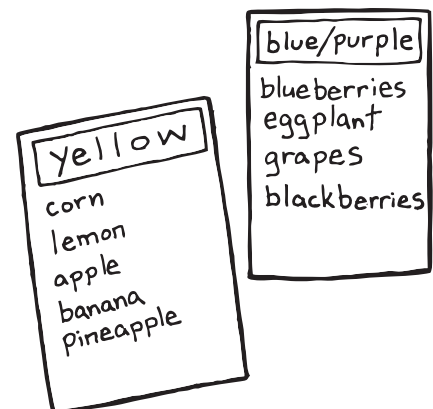 yellow
corn
lemon
apple
banana
pineapple
blue/purple
blueberries
eggplant
grapes
blackberries